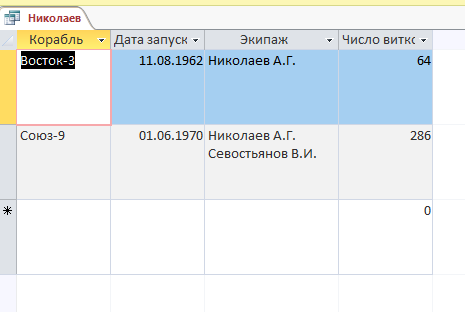 Николаев
Корабль Дата запуск Экипаж Число виткс
Восток-3 11.08.1962 Николаев А.Г. 64
Союз-9 01.06.1970 Николаев А.Г. 286
Севостьянов В.И.
0